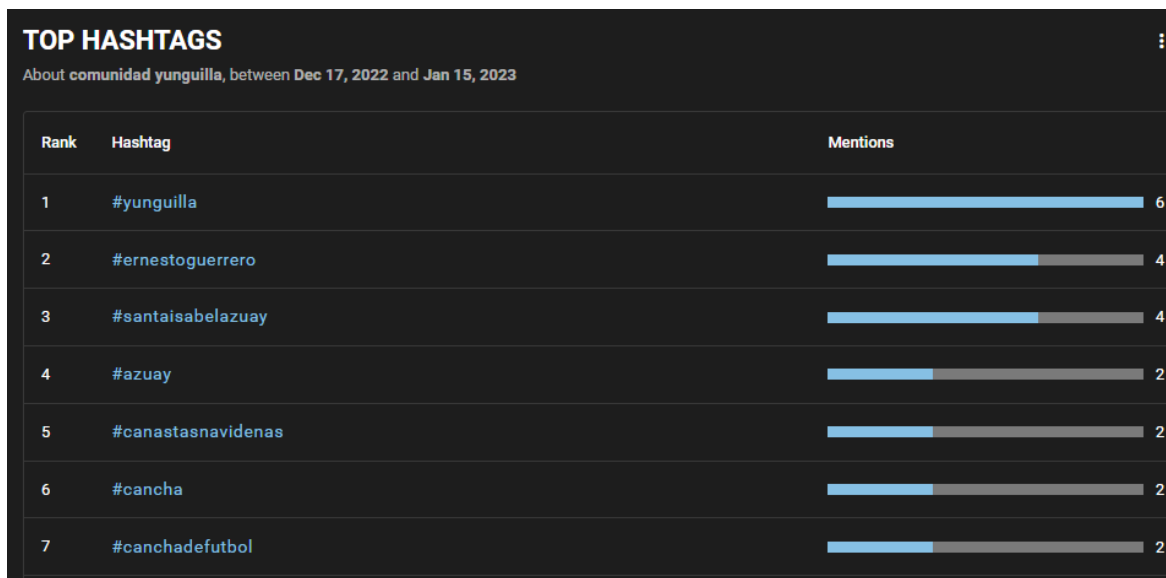 TOP HASHTAGS
About comunidad yunguilla, between Dec 17, 2022 and Jan 15, 2023
Rank Hashtag Mentions
1 #yunguilla 6
2 #ernestoguerrero 4
3 #santaisabelazuay 4
4 #azuay 2
5 #canastasnavidenas 2
6 #cancha 2
7 #canchadefutbol 2